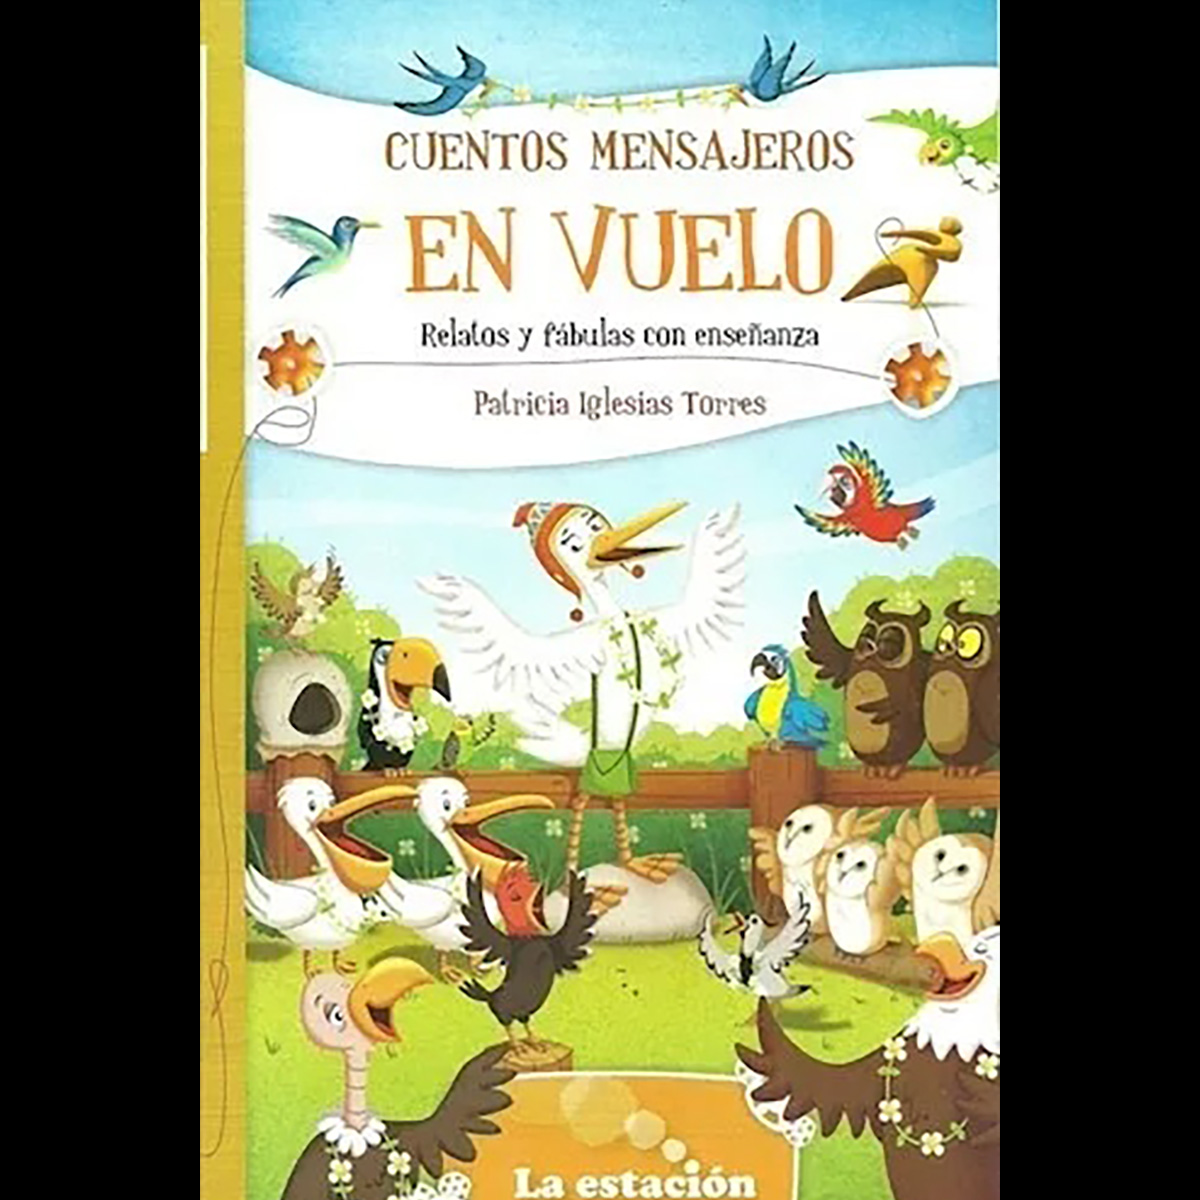 CUENTOS MENSAJEROS
EN VUELO
Relatos y fábulas con enseñanza
Patricia Iglesias Torres
La estación